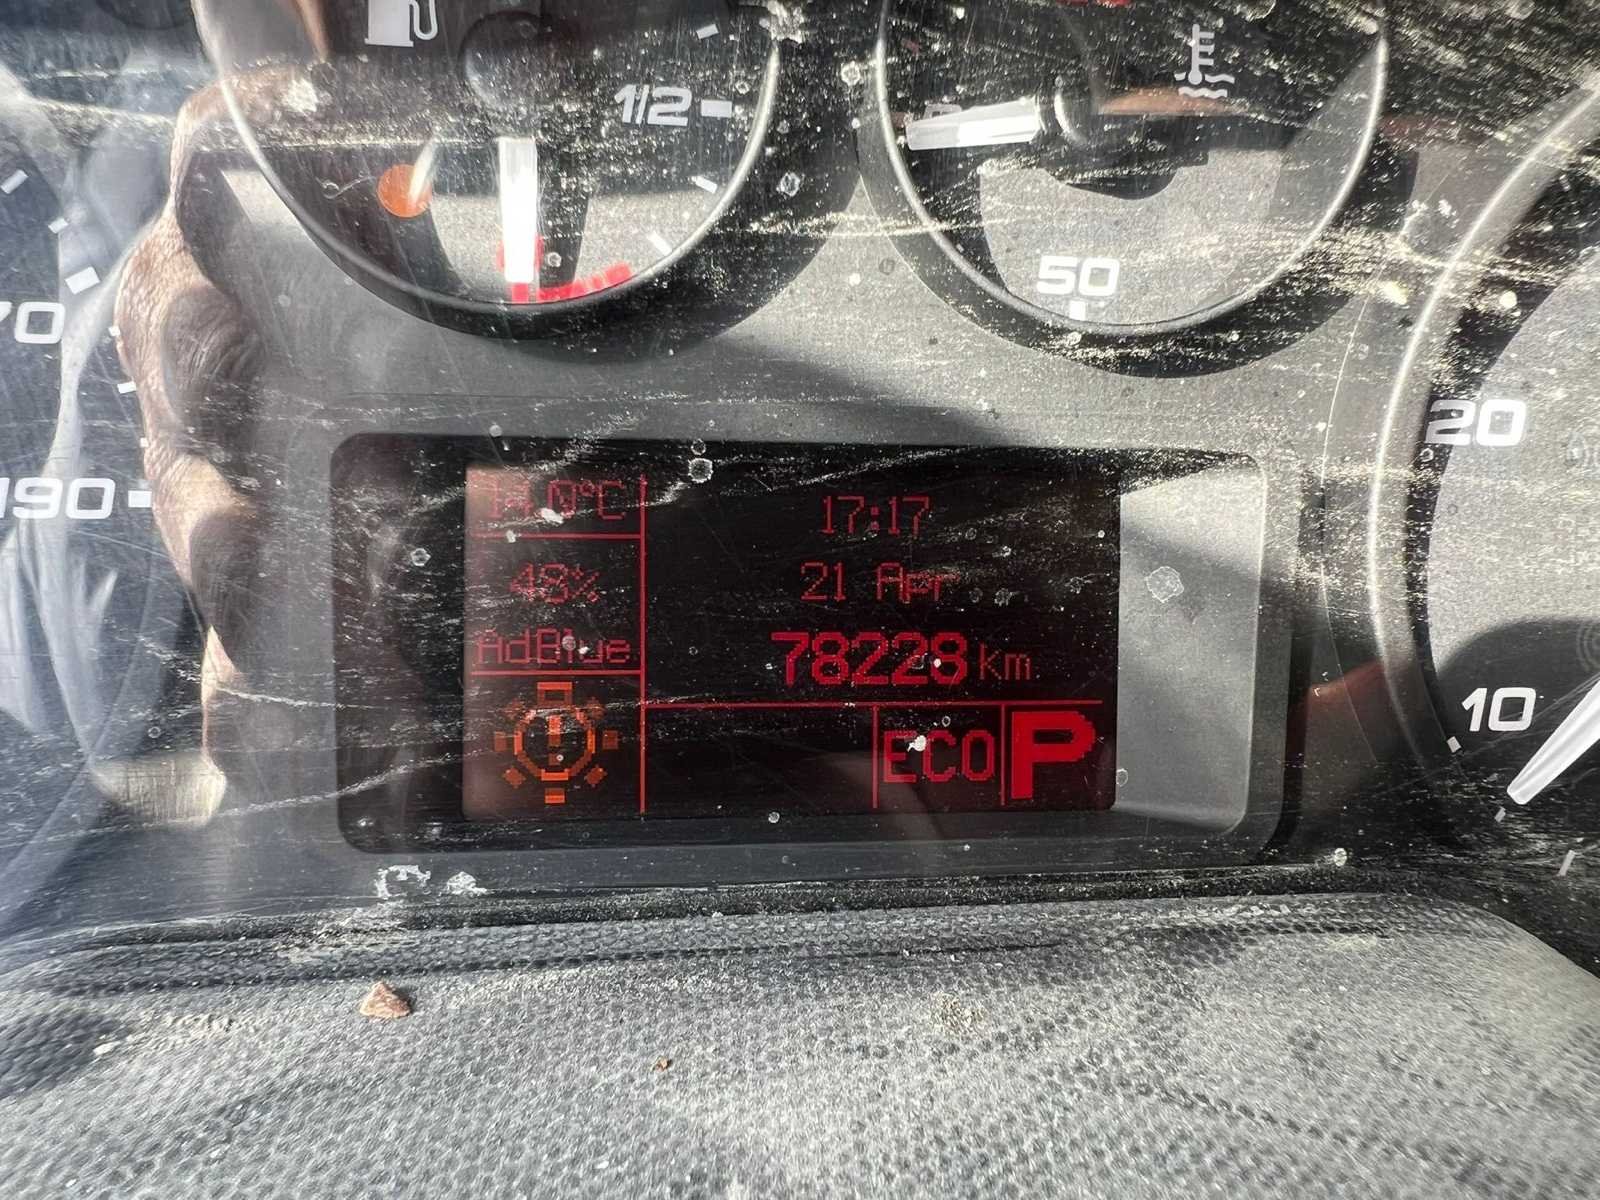 1/2
50
70
190
20
10
14.0°C
48%
AdBlue
17:17
21 Apr
78228 km
ECO
P